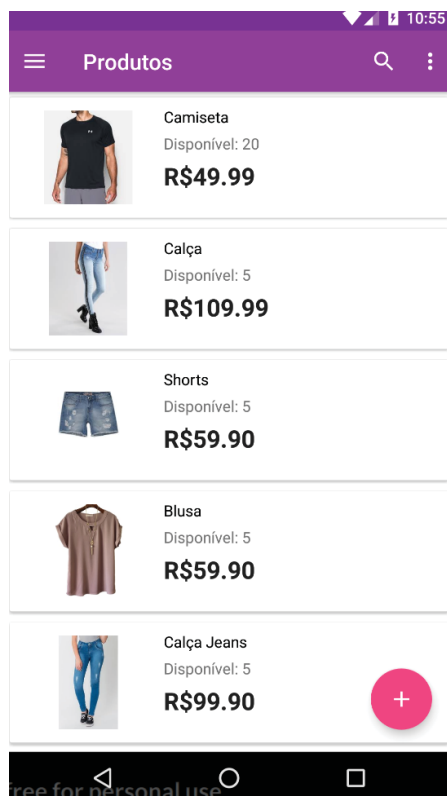 10:55
Produtos
Camiseta
Disponível: 20
R$49.99
Calça
Disponível: 5
R$109.99
Shorts
Disponível: 5
R$59.90
Blusa
Disponível: 5
R$59.90
Calça Jeans
Disponível: 5
R$99.90
+
free for personal use